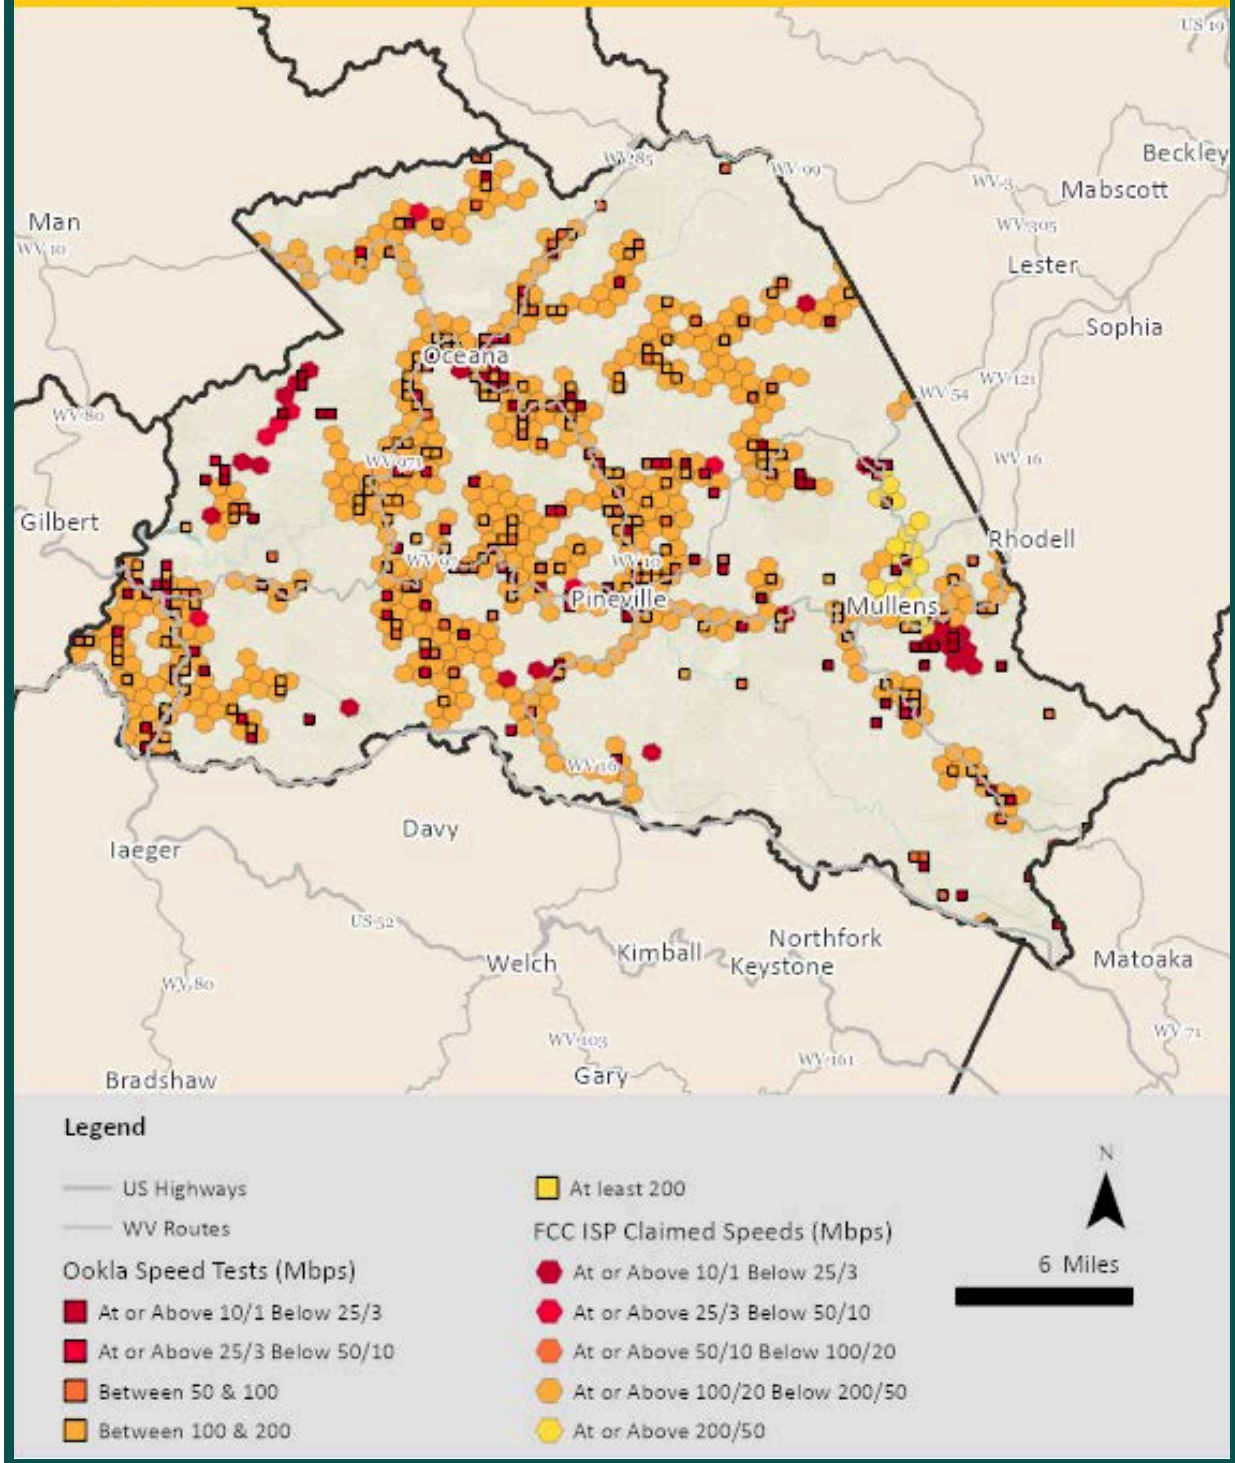 US 19
Beckley
WV 85
WV 99
WV 3
Mabscott
Man
WV 10
WV 305
Lester
Sophia
Oceana
WV 54
WV 121
WV 80
WV 971
WV 16
Gilbert
Rhodell
WV 97
WV 10
Pineville
Mullens
WV 16
Davy
Iaeger
US 52
Northfork
Kimball
Keystone
Welch
Matoaka
WV 80
WV 103
WV 161
WV 71
Gary
Bradshaw
Legend
US Highways
WV Routes
Ookla Speed Tests (Mbps)
At or Above 10/1 Below 25/3
At or Above 25/3 Below 50/10
Between 50 & 100
Between 100 & 200
At least 200
FCC ISP Claimed Speeds (Mbps)
At or Above 10/1 Below 25/3
At or Above 25/3 Below 50/10
At or Above 50/10 Below 100/20
At or Above 100/20 Below 200/50
At or Above 200/50
N
6 Miles